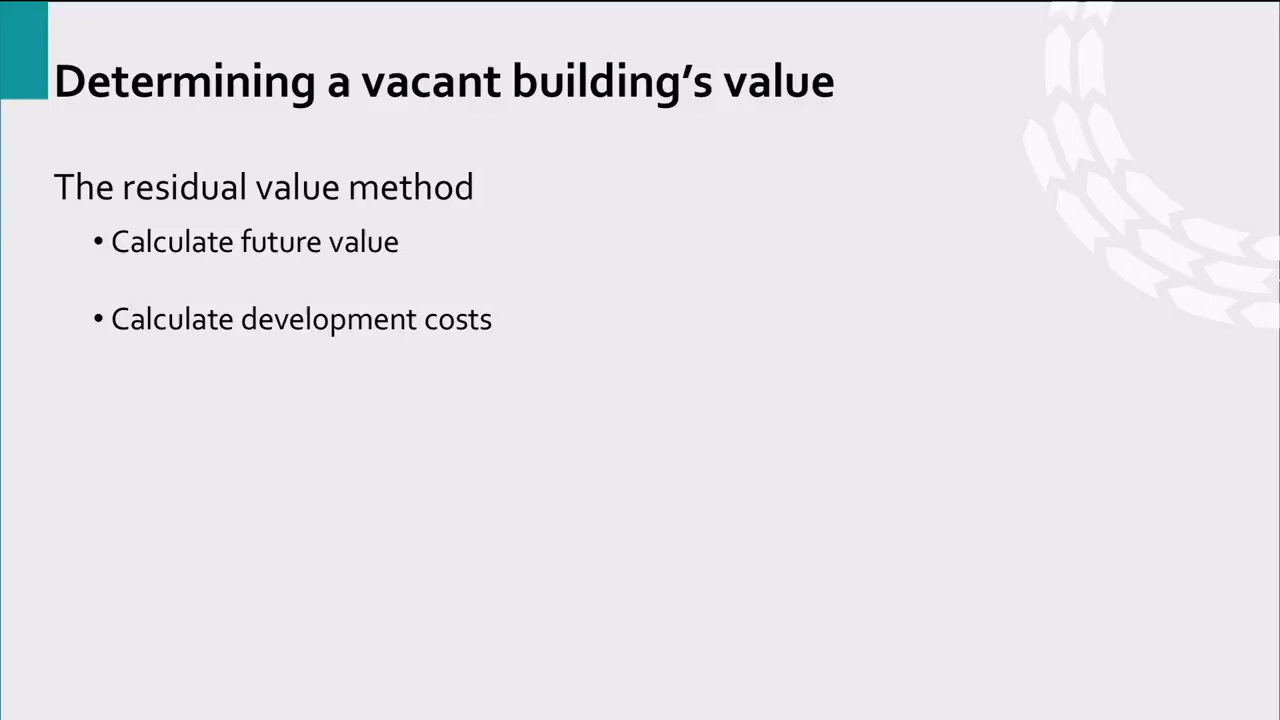 Determining a vacant building’s value
The residual value method
• Calculate future value
• Calculate development costs